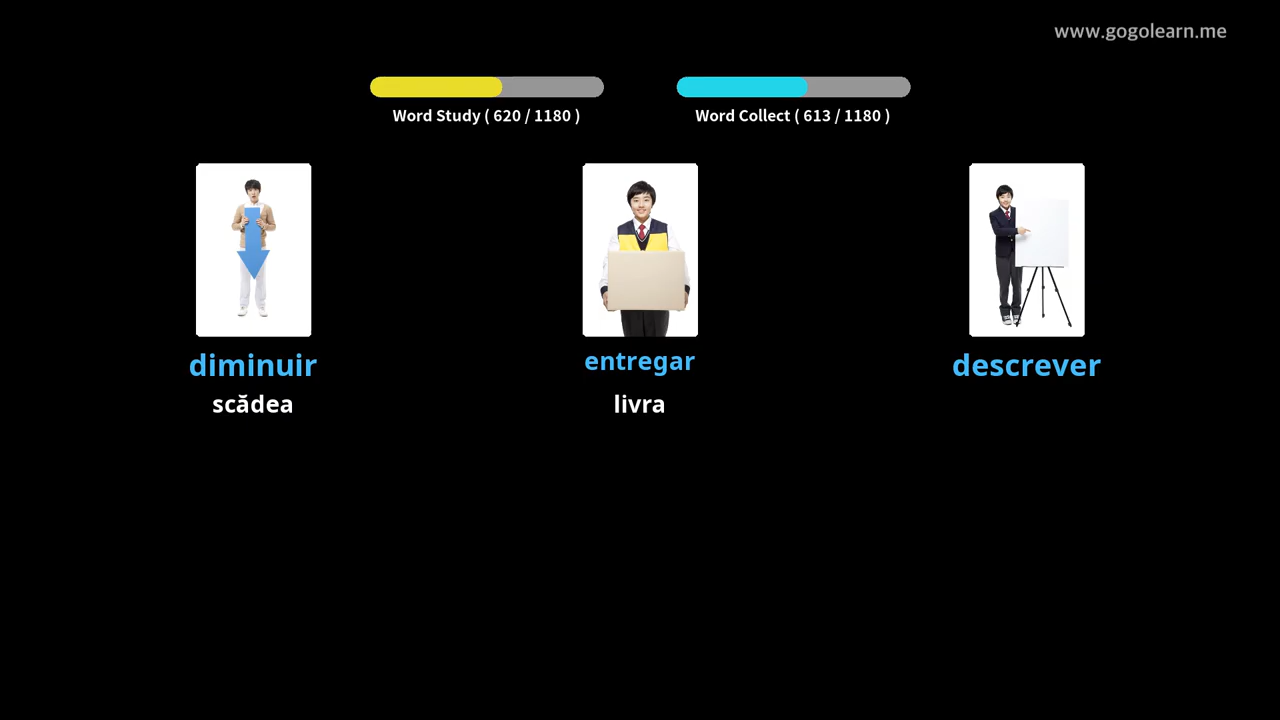 www.gogolearn.me
Word Study ( 620 / 1180 )
Word Collect ( 613 / 1180 )
diminuir
scădea
entregar
livra
descrever